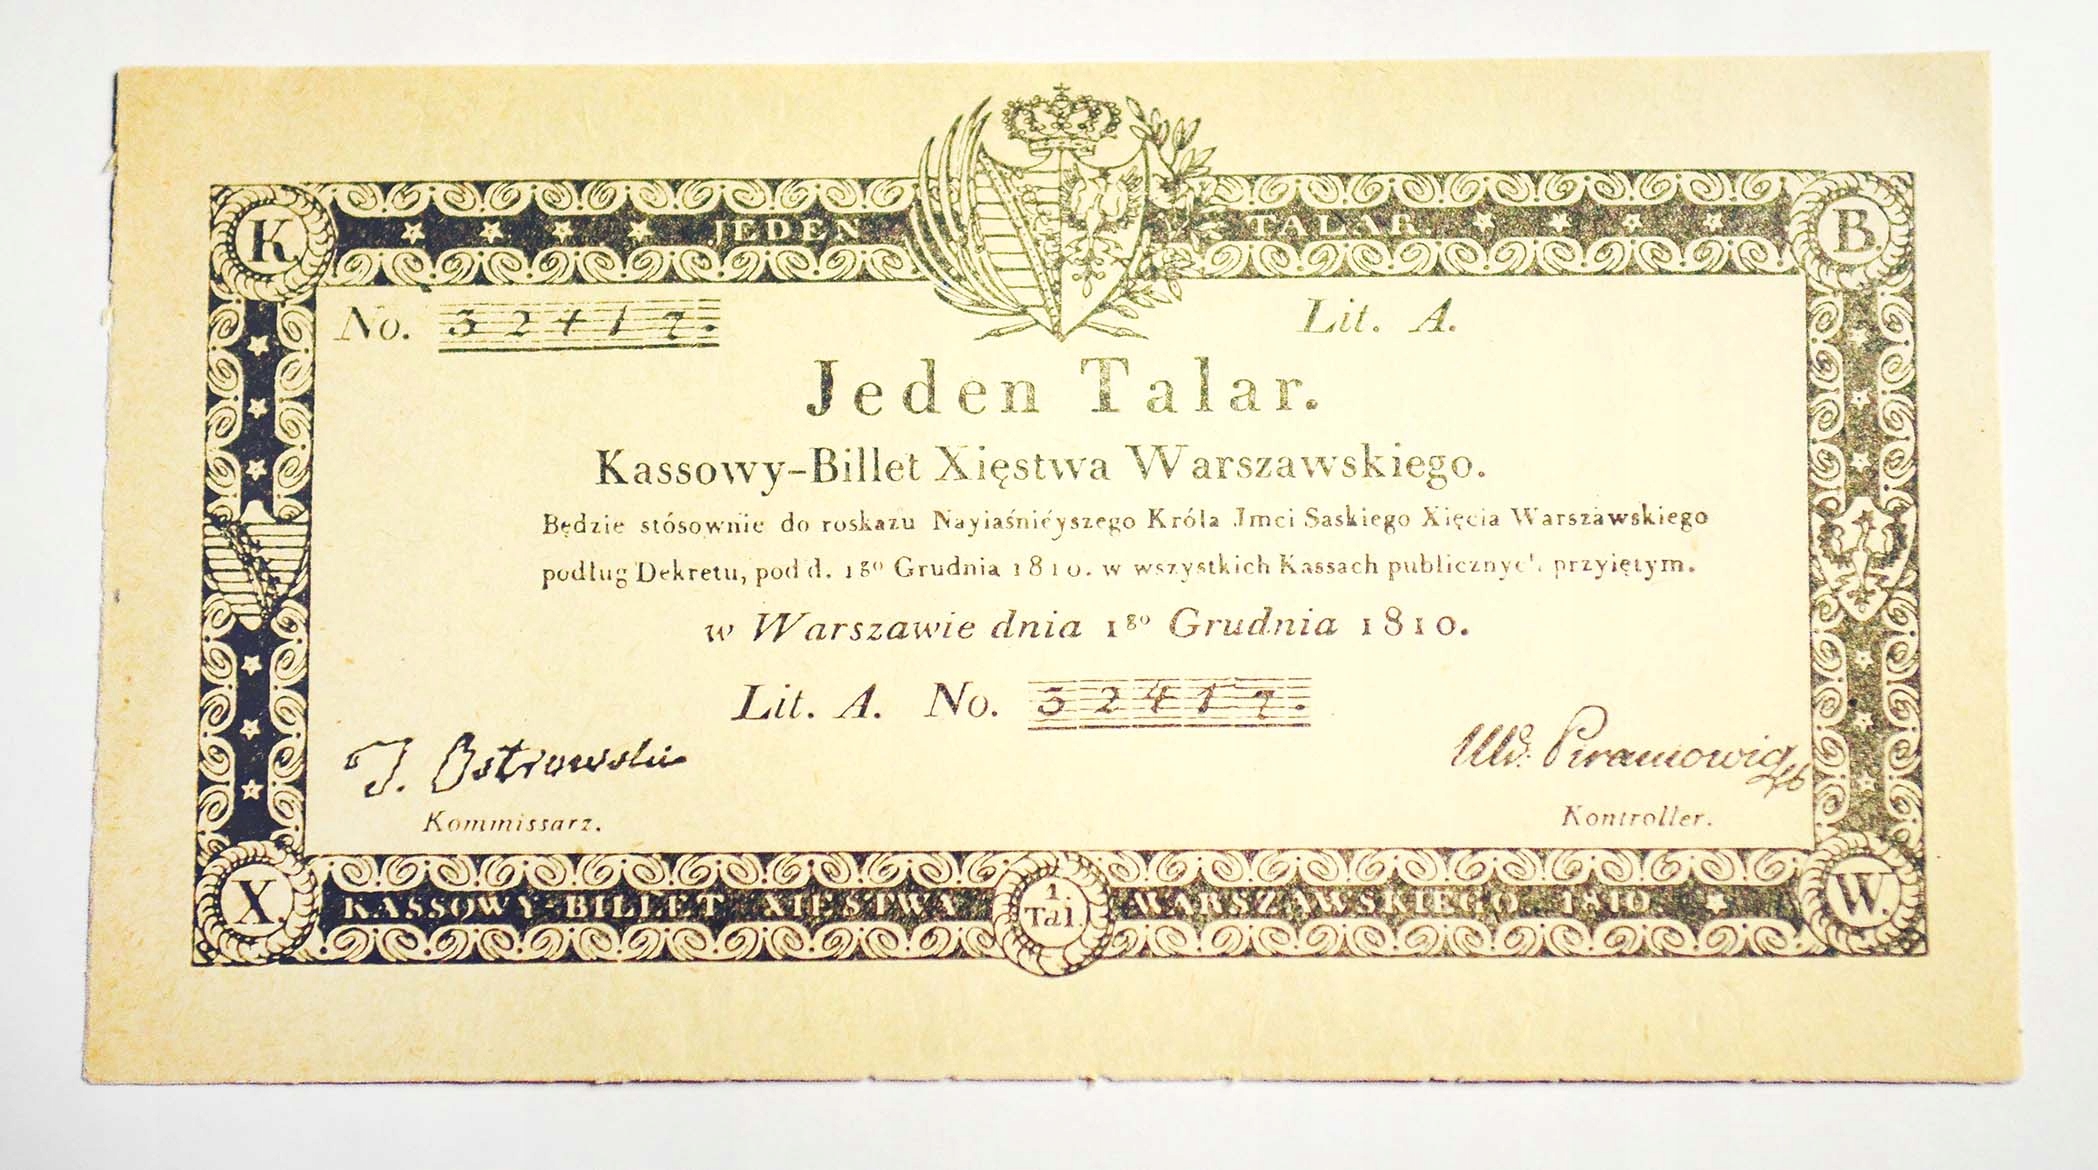 K. JEDEN TALAR. B.
No. 32417. Lit. A.
Jeden Talar.
Kassowy-Billet Xięstwa Warszawskiego.
Będzie stósownie do roskazu Nayiaśniéyszego Króla Jmci Saskiego Xięcia Warszawskiego
podług Dekretu, pod d. 1go Grudnia 1810. w wszystkich Kassach publicznych przyiętym.
w Warszawie dnia 1go Grudnia 1810.
Lit. A. No. 32417.
J. Ostrowski
Kommissarz.
Kontroller.
X. KASSOWY-BILLET XIĘSTWA 1. Tal. WARSZAWSKIEGO 1810. W.